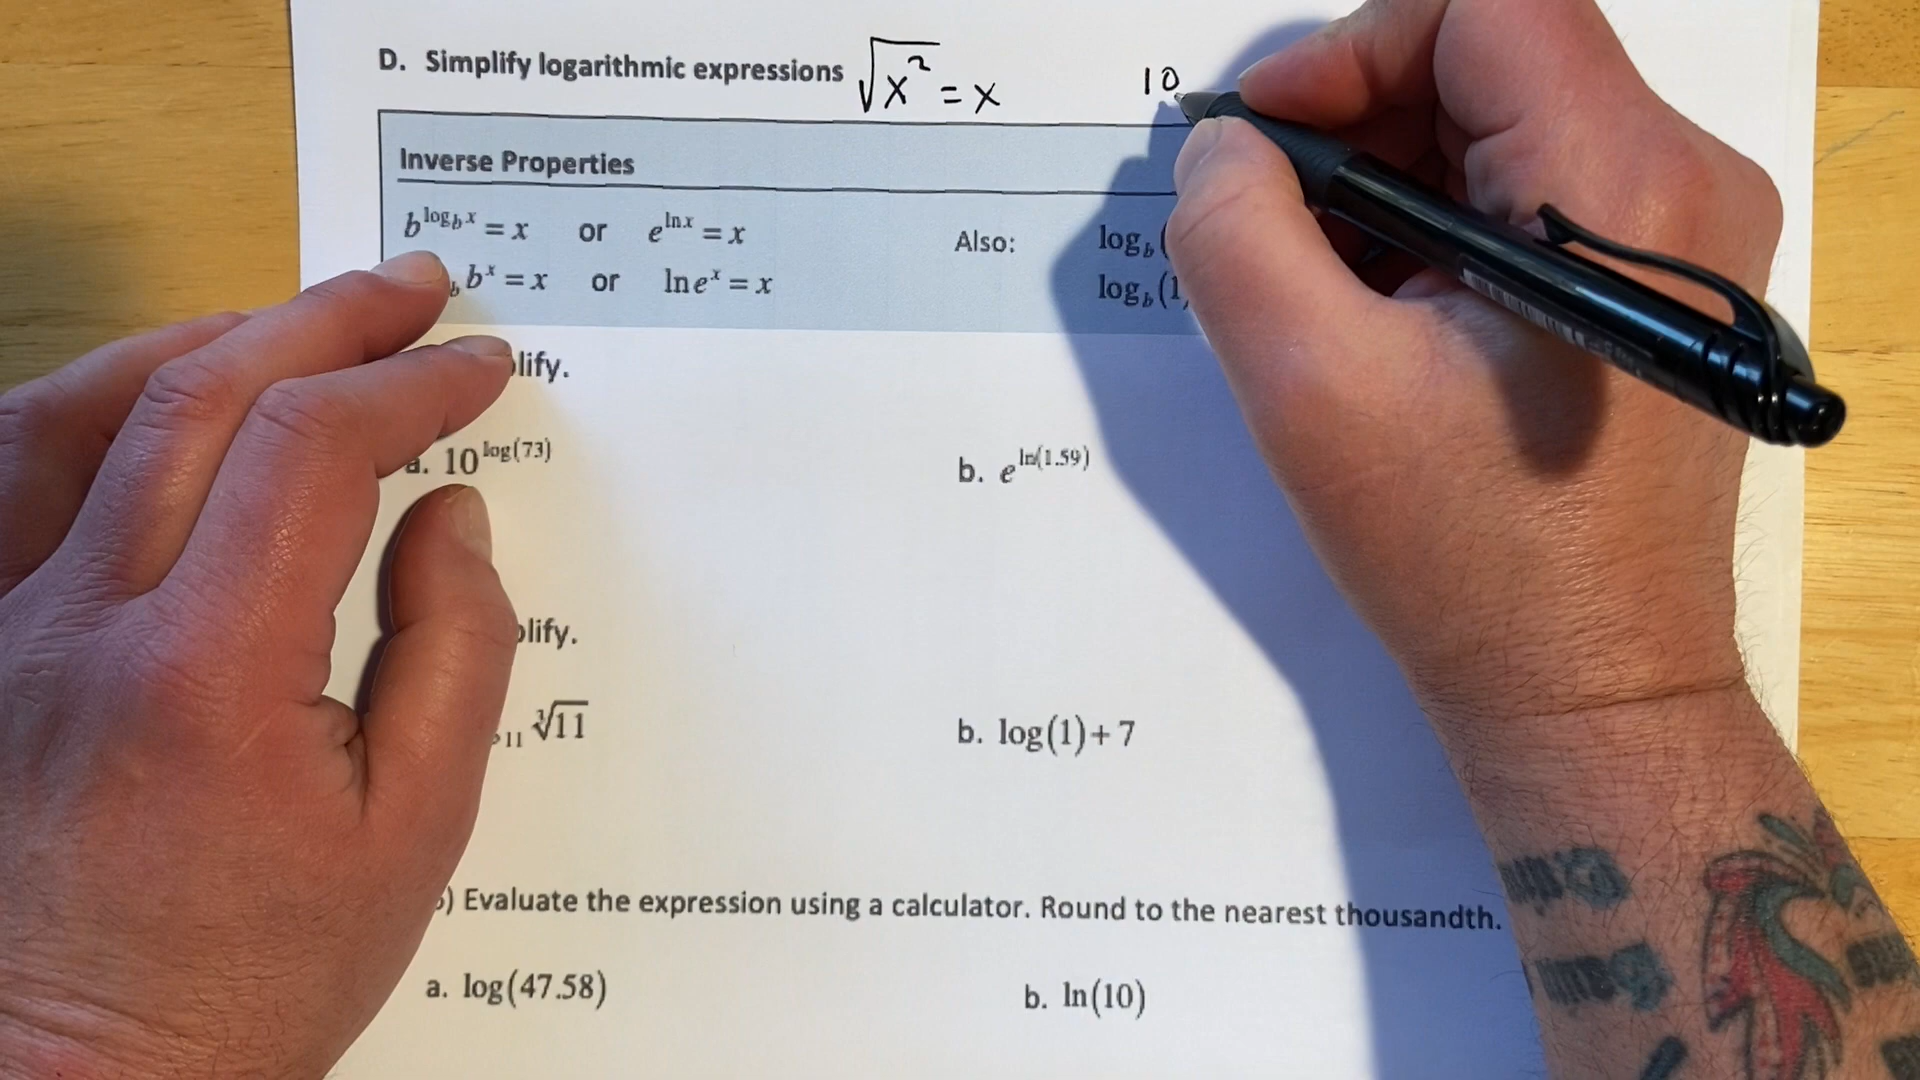 D. Simplify logarithmic expressions √x² = x 10
Inverse Properties
b^{log_b x} = x or e^{ln x} = x Also: log_b (
_b b^x = x or ln e^x = x log_b (1
lify.
a. 10^{log(73)} b. e^{ln(1.59)}
lify.
11 ∛11 b. log(1) + 7
) Evaluate the expression using a calculator. Round to the nearest thousandth.
a. log(47.58) b. ln(10)